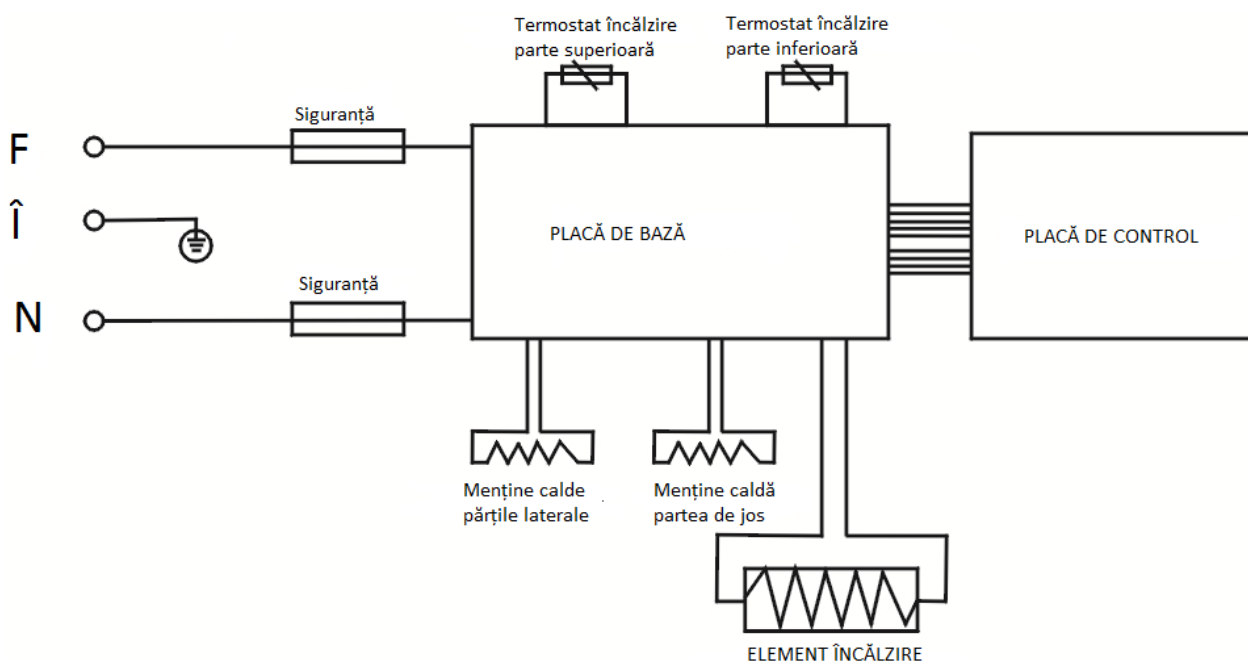 Termostat încălzire
parte superioară
Termostat încălzire
parte inferioară
Siguranță
F
Î
PLACĂ DE BAZĂ
PLACĂ DE CONTROL
Siguranță
N
Menține calde
părțile laterale
Menține caldă
partea de jos
ELEMENT ÎNCĂLZIRE